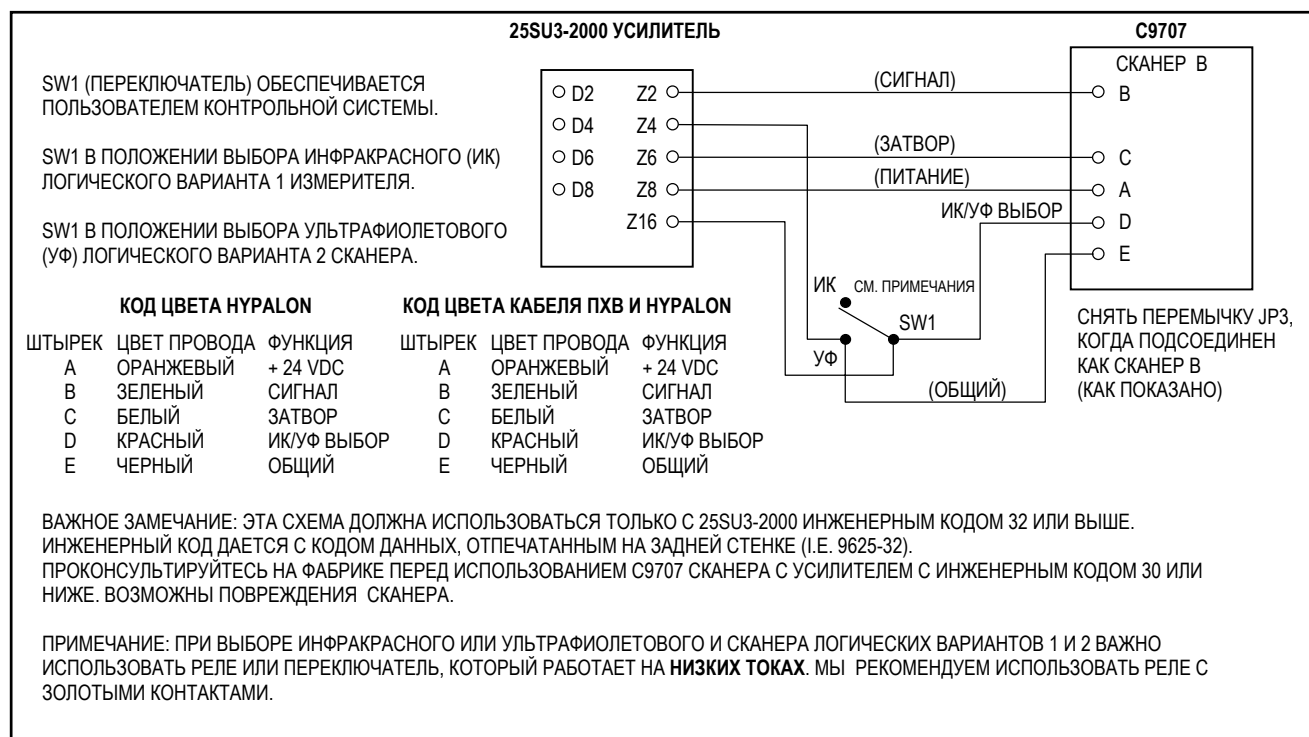 25SU3-2000 УСИЛИТЕЛЬ
C9707
SW1 (ПЕРЕКЛЮЧАТЕЛЬ) ОБЕСПЕЧИВАЕТСЯ
ПОЛЬЗОВАТЕЛЕМ КОНТРОЛЬНОЙ СИСТЕМЫ.
SW1 В ПОЛОЖЕНИИ ВЫБОРА ИНФРАКРАСНОГО (ИК)
ЛОГИЧЕСКОГО ВАРИАНТА 1 ИЗМЕРИТЕЛЯ.
SW1 В ПОЛОЖЕНИИ ВЫБОРА УЛЬТРАФИОЛЕТОВОГО
(УФ) ЛОГИЧЕСКОГО ВАРИАНТА 2 СКАНЕРА.
D2 Z2
D4 Z4
D6 Z6
D8 Z8
Z16
(СИГНАЛ)
(ЗАТВОР)
(ПИТАНИЕ)
ИК/УФ ВЫБОР
СКАНЕР В
B
C
A
D
E
ИК СМ. ПРИМЕЧАНИЯ
SW1
УФ
(ОБЩИЙ)
СНЯТЬ ПЕРЕМЫЧКУ JP3,
КОГДА ПОДСОЕДИНЕН
КАК СКАНЕР В
(КАК ПОКАЗАНО)
КОД ЦВЕТА HYPALON
ШТЫРЕК ЦВЕТ ПРОВОДА ФУНКЦИЯ
A ОРАНЖЕВЫЙ + 24 VDC
B ЗЕЛЕНЫЙ СИГНАЛ
C БЕЛЫЙ ЗАТВОР
D КРАСНЫЙ ИК/УФ ВЫБОР
E ЧЕРНЫЙ ОБЩИЙ
КОД ЦВЕТА КАБЕЛЯ ПХВ И HYPALON
ШТЫРЕК ЦВЕТ ПРОВОДА ФУНКЦИЯ
A ОРАНЖЕВЫЙ + 24 VDC
B ЗЕЛЕНЫЙ СИГНАЛ
C БЕЛЫЙ ЗАТВОР
D КРАСНЫЙ ИК/УФ ВЫБОР
E ЧЕРНЫЙ ОБЩИЙ
ВАЖНОЕ ЗАМЕЧАНИЕ: ЭТА СХЕМА ДОЛЖНА ИСПОЛЬЗОВАТЬСЯ ТОЛЬКО С 25SU3-2000 ИНЖЕНЕРНЫМ КОДОМ 32 ИЛИ ВЫШЕ.
ИНЖЕНЕРНЫЙ КОД ДАЕТСЯ С КОДОМ ДАННЫХ, ОТПЕЧАТАННЫМ НА ЗАДНЕЙ СТЕНКЕ (I.E. 9625-32).
ПРОКОНСУЛЬТИРУЙТЕСЬ НА ФАБРИКЕ ПЕРЕД ИСПОЛЬЗОВАНИЕМ C9707 СКАНЕРА С УСИЛИТЕЛЕМ С ИНЖЕНЕРНЫМ КОДОМ 30 ИЛИ
НИЖЕ. ВОЗМОЖНЫ ПОВРЕЖДЕНИЯ СКАНЕРА.
ПРИМЕЧАНИЕ: ПРИ ВЫБОРЕ ИНФРАКРАСНОГО ИЛИ УЛЬТРАФИОЛЕТОВОГО И СКАНЕРА ЛОГИЧЕСКИХ ВАРИАНТОВ 1 И 2 ВАЖНО
ИСПОЛЬЗОВАТЬ РЕЛЕ ИЛИ ПЕРЕКЛЮЧАТЕЛЬ, КОТОРЫЙ РАБОТАЕТ НА НИЗКИХ ТОКАХ. МЫ РЕКОМЕНДУЕМ ИСПОЛЬЗОВАТЬ РЕЛЕ С
ЗОЛОТЫМИ КОНТАКТАМИ.